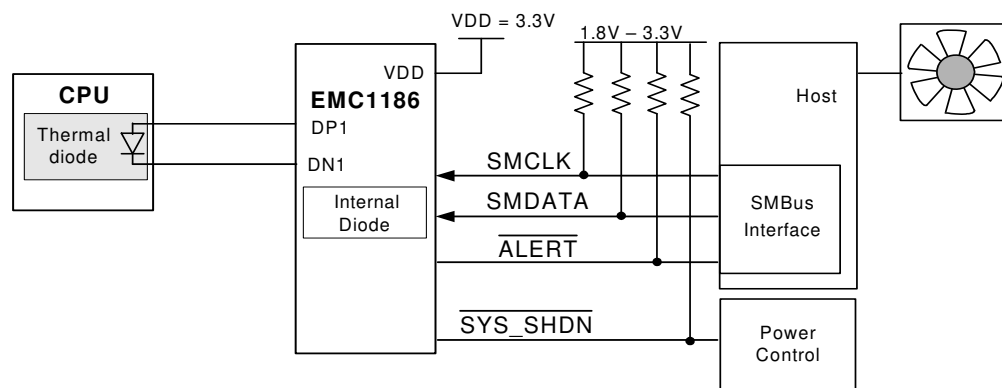 VDD = 3.3V
1.8V – 3.3V
VDD
CPU
EMC1186
Host
Thermal
diode
DP1
DN1
SMCLK
Internal
Diode
SMDATA
SMBus
Interface
ALERT
SYS_SHDN
Power
Control